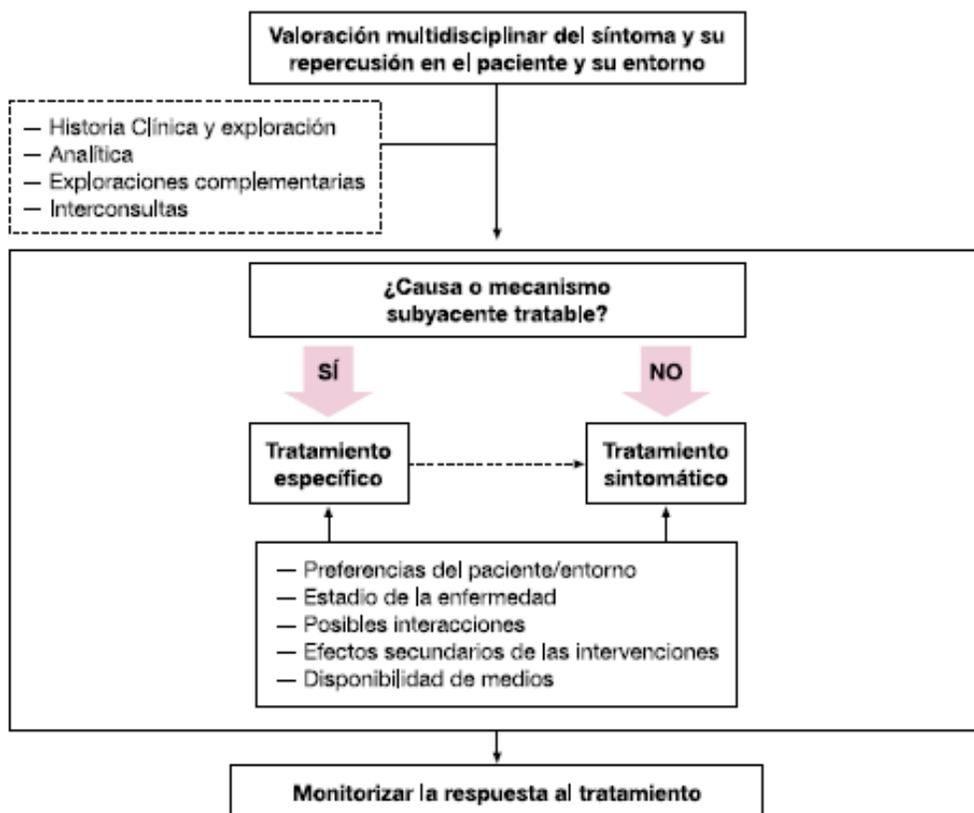 Valoración multidisciplinar del síntoma y su
repercusión en el paciente y su entorno
— Historia Clínica y exploración
— Analítica
— Exploraciones complementarias
— Interconsultas
¿Causa o mecanismo
subyacente tratable?
SÍ
NO
Tratamiento
específico
Tratamiento
sintomático
— Preferencias del paciente/entorno
— Estadio de la enfermedad
— Posibles interacciones
— Efectos secundarios de las intervenciones
— Disponibilidad de medios
Monitorizar la respuesta al tratamiento